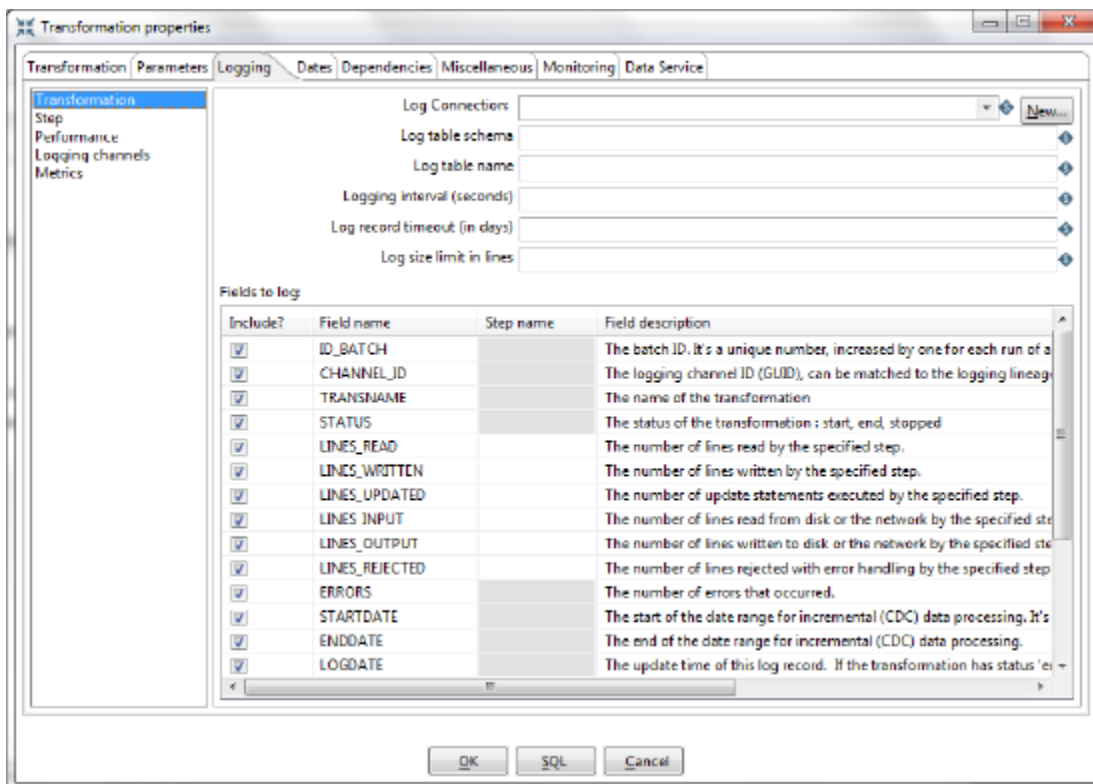 Transformation properties
Transformation Parameters Logging Dates Dependencies Miscellaneous Monitoring Data Service
Transformation
Step
Performance
Logging channels
Metrics
Log Connection New...
Log table schema
Log table name
Logging interval (seconds)
Log record timeout (in days)
Log size limit in lines
Fields to log:
Include? Field name Step name Field description
ID_BATCH The batch ID. It's a unique number, increased by one for each run of a
CHANNEL_ID The logging channel ID (GUID), can be matched to the logging lineage
TRANSNAME The name of the transformation
STATUS The status of the transformation : start, end, stopped
LINES_READ The number of lines read by the specified step.
LINES_WRITTEN The number of lines written by the specified step.
LINES_UPDATED The number of update statements executed by the specified step.
LINES_INPUT The number of lines read from disk or the network by the specified ste
LINES_OUTPUT The number of lines written to disk or the network by the specified ste
LINES_REJECTED The number of lines rejected with error handling by the specified step
ERRORS The number of errors that occurred.
STARTDATE The start of the date range for incremental (CDC) data processing. It's
ENDDATE The end of the date range for incremental (CDC) data processing.
LOGDATE The update time of this log record. If the transformation has status 'e
OK SQL Cancel